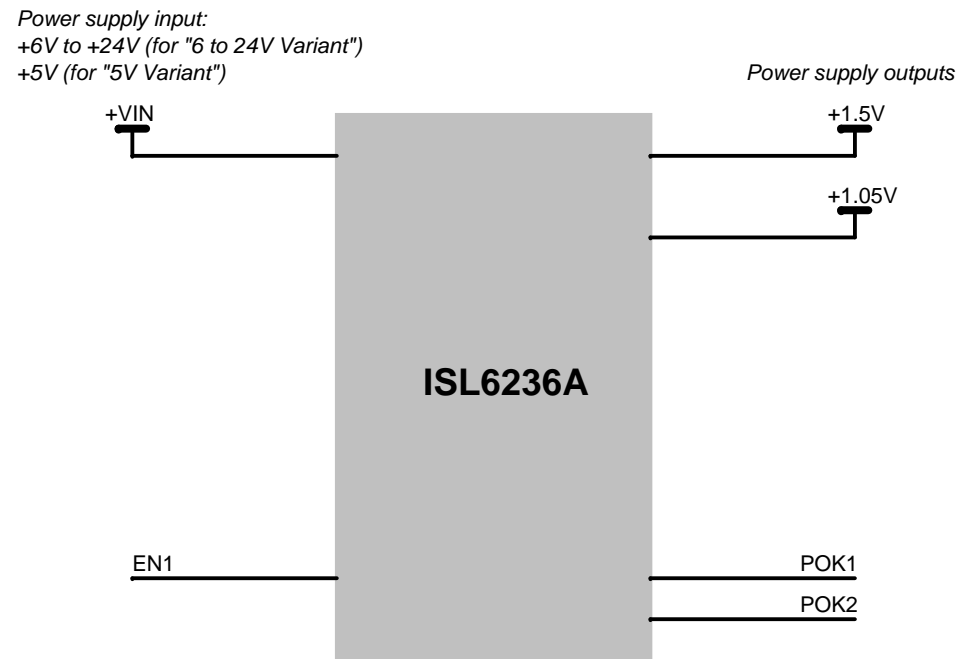 Power supply input:
+6V to +24V (for "6 to 24V Variant")
+5V (for "5V Variant")
Power supply outputs
+VIN
+1.5V
+1.05V
ISL6236A
EN1
POK1
POK2